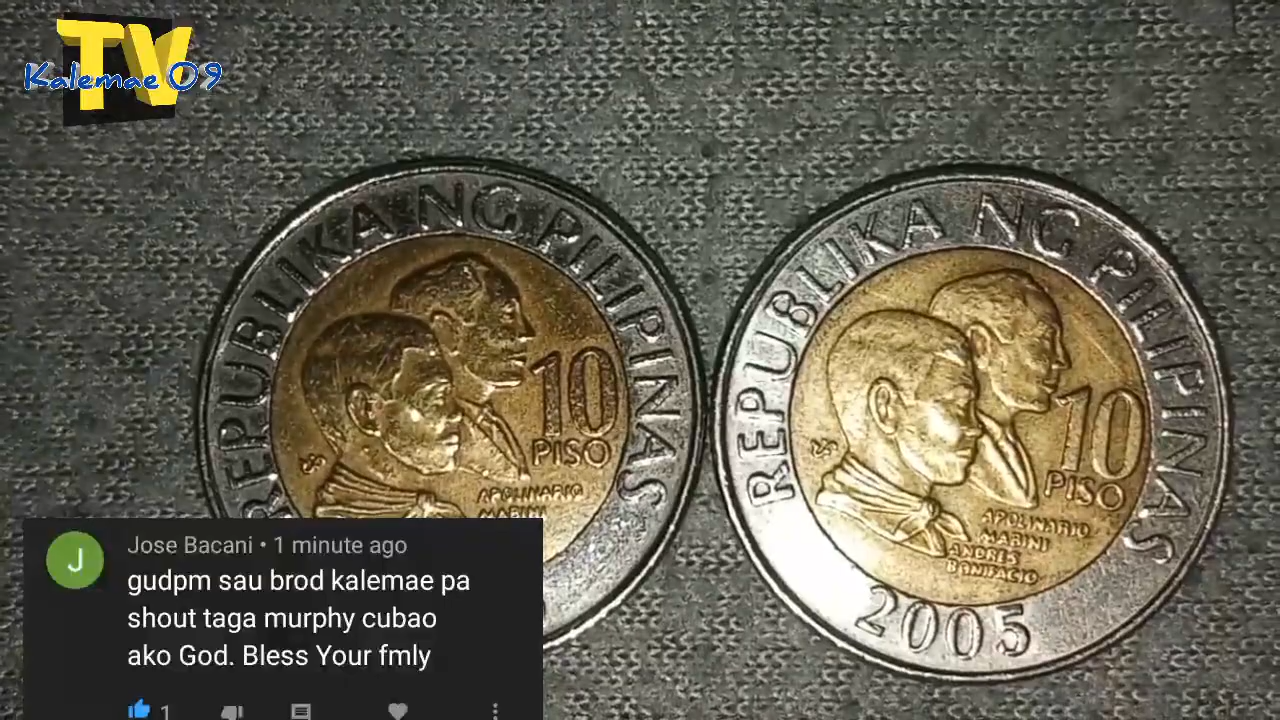 TV
Kalemae 09
REPUBLIKA NG PILIPINAS
10
PISO
APOLINARIO
MABINI
REPUBLIKA NG PILIPINAS
10
PISO
APOLINARIO
MABINI
ANDRES
BONIFACIO
2005
J
Jose Bacani • 1 minute ago
gudpm sau brod kalemae pa
shout taga murphy cubao
ako God. Bless Your fmly
1